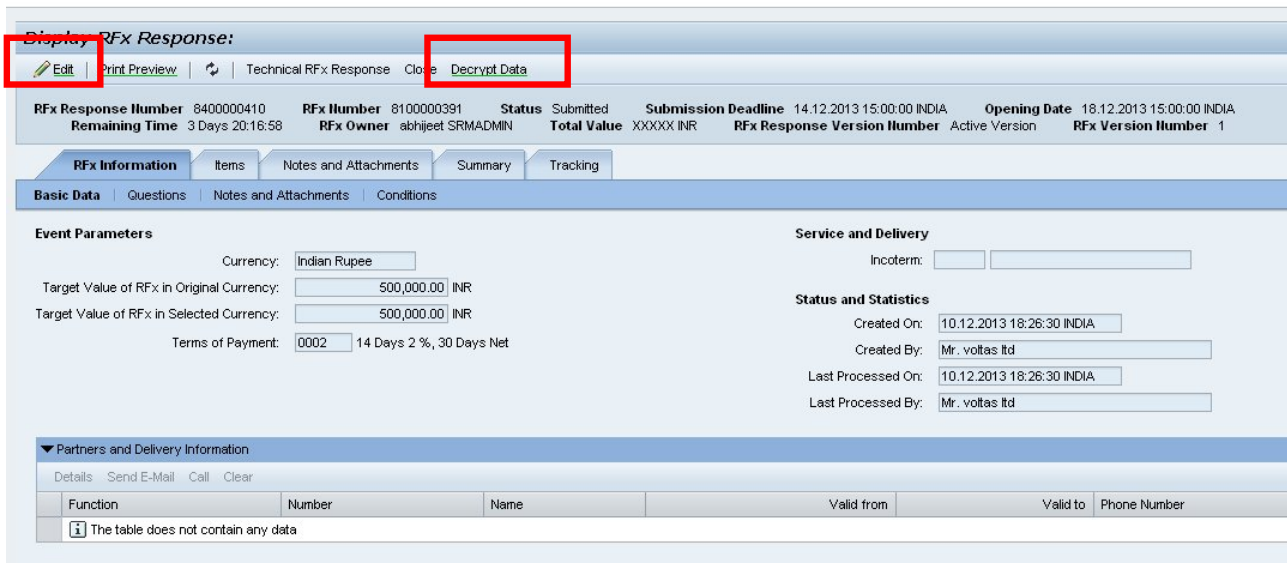 Display RFx Response:
Edit | Print Preview | Technical RFx Response Close Decrypt Data
RFx Response Number 8400000410 RFx Number 8100000391 Status Submitted Submission Deadline 14.12.2013 15:00:00 INDIA Opening Date 18.12.2013 15:00:00 INDIA
Remaining Time 3 Days 20:16:58 RFx Owner abhijeet SRMADMIN Total Value XXXXX INR RFx Response Version Number Active Version RFx Version Number 1
RFx Information Items Notes and Attachments Summary Tracking
Basic Data | Questions | Notes and Attachments | Conditions
Event Parameters Service and Delivery
Currency: Indian Rupee Incoterm:
Target Value of RFx in Original Currency: 500,000.00 INR
Status and Statistics
Target Value of RFx in Selected Currency: 500,000.00 INR
Created On: 10.12.2013 18:26:30 INDIA
Terms of Payment: 0002 14 Days 2 %, 30 Days Net
Created By: Mr. voltas ltd
Last Processed On: 10.12.2013 18:26:30 INDIA
Last Processed By: Mr. voltas ltd
Partners and Delivery Information
Details Send E-Mail Call Clear
Function Number Name Valid from Valid to Phone Number
The table does not contain any data